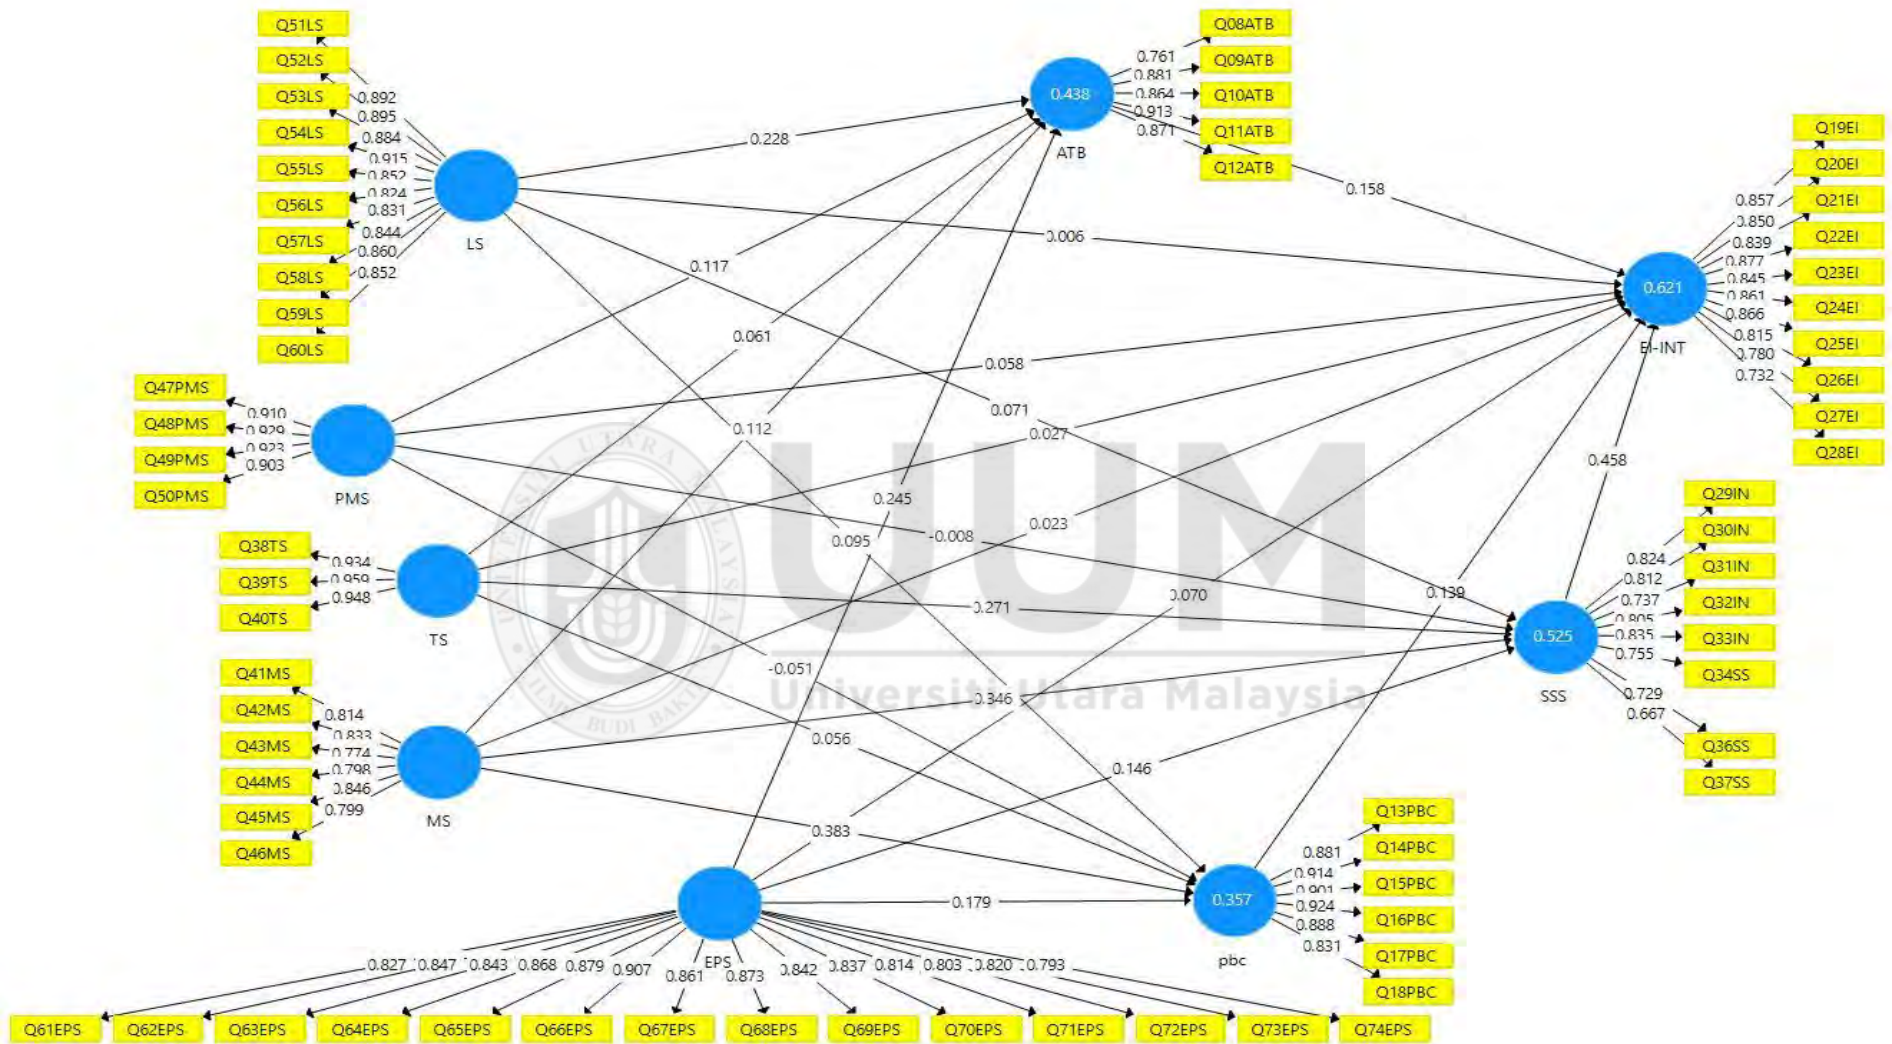 Q51LS
Q52LS
Q53LS
Q54LS
Q55LS
Q56LS
Q57LS
Q58LS
Q59LS
Q60LS
0.892
0.895
0.884
0.915
0.852
0.824
0.831
0.844
0.860
0.852
LS
Q47PMS
Q48PMS
Q49PMS
Q50PMS
0.910
0.929
0.923
0.903
PMS
Q38TS
Q39TS
Q40TS
0.934
0.959
0.948
TS
Q41MS
Q42MS
Q43MS
Q44MS
Q45MS
Q46MS
0.814
0.833
0.774
0.798
0.846
0.799
MS
EPS
0.827
0.847
0.843
0.868
0.879
0.907
0.861
0.873
0.842
0.837
0.814
0.803
0.820
0.793
Q61EPS
Q62EPS
Q63EPS
Q64EPS
Q65EPS
Q66EPS
Q67EPS
Q68EPS
Q69EPS
Q70EPS
Q71EPS
Q72EPS
Q73EPS
Q74EPS
0.228
0.117
0.061
0.112
0.245
0.006
0.058
0.027
0.023
0.070
0.071
-0.008
0.271
0.346
0.146
0.095
-0.051
0.056
0.383
0.179
0.158
0.458
0.139
0.438
ATB
0.761
0.881
0.864
0.913
0.871
Q08ATB
Q09ATB
Q10ATB
Q11ATB
Q12ATB
0.621
EI-INT
0.857
0.850
0.839
0.877
0.845
0.861
0.866
0.815
0.780
0.732
Q19EI
Q20EI
Q21EI
Q22EI
Q23EI
Q24EI
Q25EI
Q26EI
Q27EI
Q28EI
0.525
SSS
0.824
0.812
0.737
0.805
0.835
0.755
0.729
0.667
Q29IN
Q30IN
Q31IN
Q32IN
Q33IN
Q34SS
Q36SS
Q37SS
0.357
pbc
0.881
0.914
0.901
0.924
0.888
0.831
Q13PBC
Q14PBC
Q15PBC
Q16PBC
Q17PBC
Q18PBC
UUM
Universiti Utara Malaysia
UNIVERSITI UTARA MALAYSIA
ILMU BUDI BAKTI